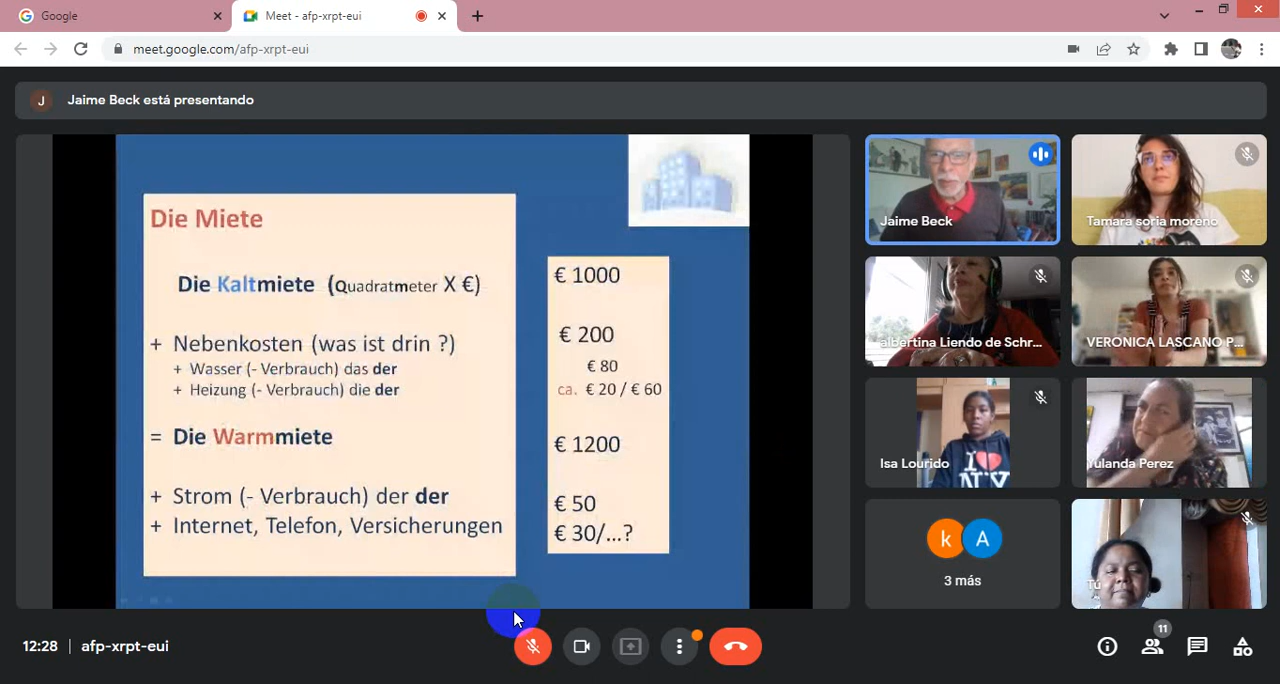 Google
Meet - afp-xrpt-eui
meet.google.com/afp-xrpt-eui
J
Jaime Beck está presentando
Die Miete
Die Kaltmiete (Quadratmeter X €)
€ 1000
+ Nebenkosten (was ist drin ?)
€ 200
+ Wasser (- Verbrauch) das der
€ 80
+ Heizung (- Verbrauch) die der
ca. € 20 / € 60
= Die Warmmiete
€ 1200
+ Strom (- Verbrauch) der der
€ 50
+ Internet, Telefon, Versicherungen
€ 30/...?
Jaime Beck
Tamara soria moreno
albertina Liendo de Schr...
VERONICA LASCANO P...
Isa Lourido
I ❤ NY
Yulanda Perez
k A
3 más
Tú
12:28 | afp-xrpt-eui
11